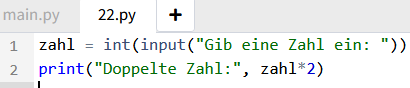 main.py 22.py +
1 zahl = int(input("Gib eine Zahl ein: "))
2 print("Doppelte Zahl:", zahl*2)